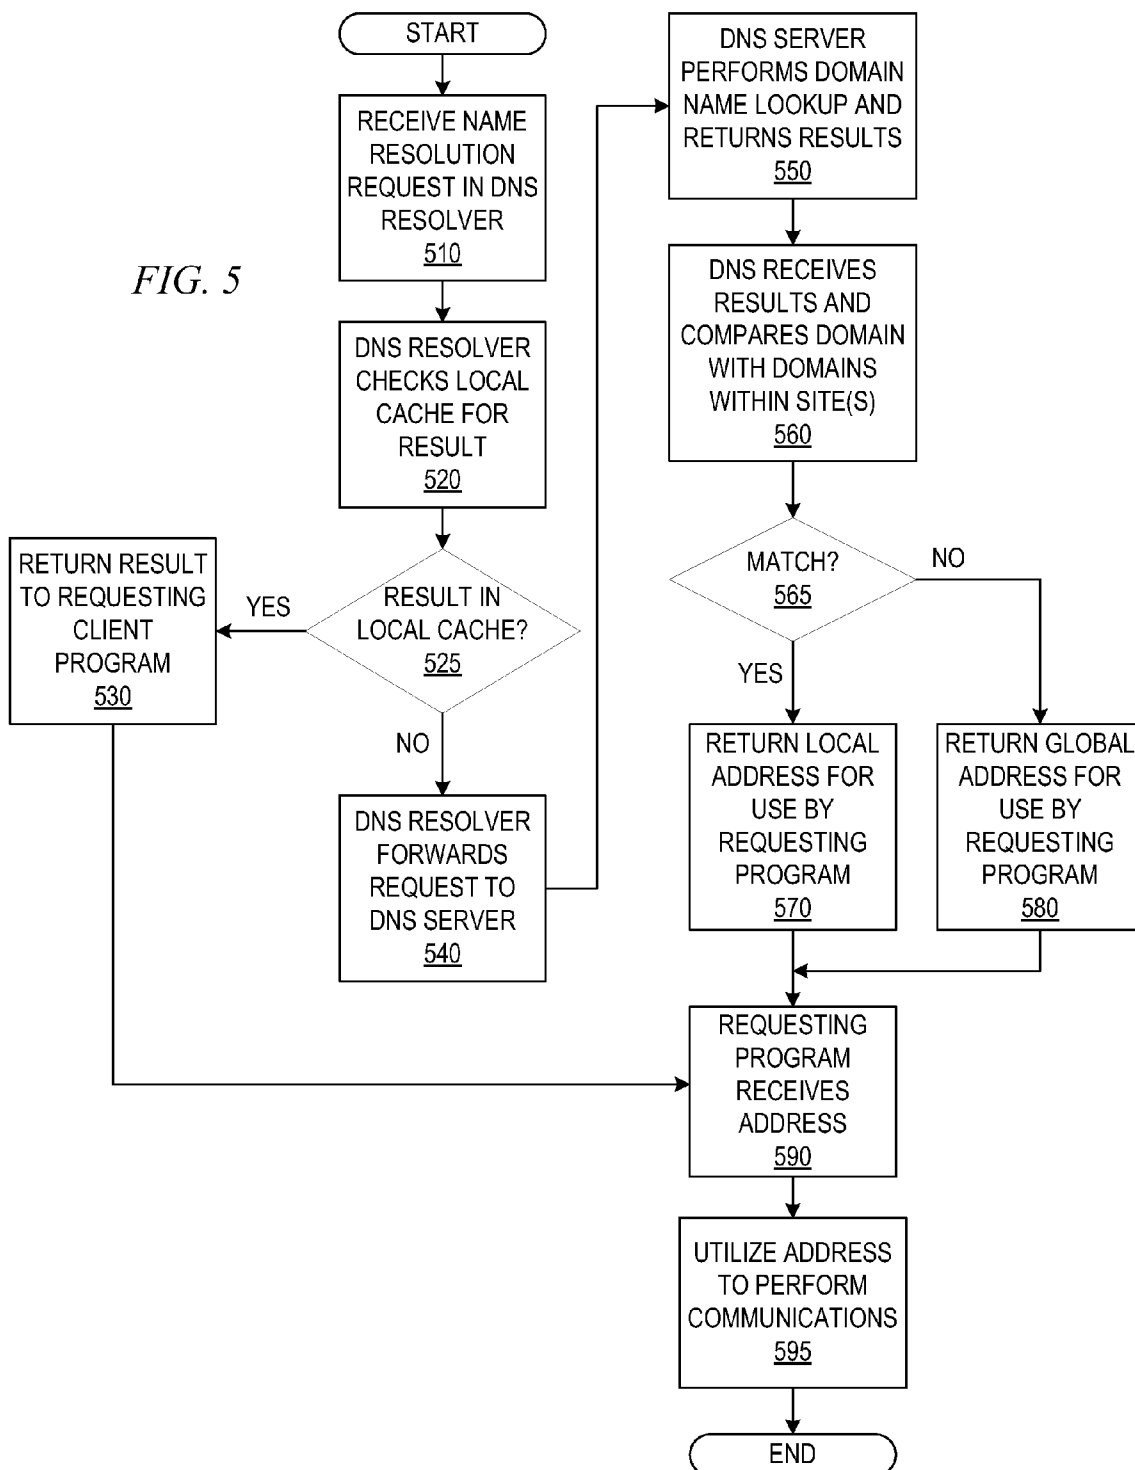 START
RECEIVE NAME
RESOLUTION
REQUEST IN DNS
RESOLVER
510
FIG. 5
DNS RESOLVER
CHECKS LOCAL
CACHE FOR
RESULT
520
RESULT IN
LOCAL CACHE?
525
YES
RETURN RESULT
TO REQUESTING
CLIENT
PROGRAM
530
NO
DNS RESOLVER
FORWARDS
REQUEST TO
DNS SERVER
540
DNS SERVER
PERFORMS DOMAIN
NAME LOOKUP AND
RETURNS RESULTS
550
DNS RECEIVES
RESULTS AND
COMPARES DOMAIN
WITH DOMAINS
WITHIN SITE(S)
560
MATCH?
565
NO
YES
RETURN LOCAL
ADDRESS FOR
USE BY
REQUESTING
PROGRAM
570
RETURN GLOBAL
ADDRESS FOR
USE BY
REQUESTING
PROGRAM
580
REQUESTING
PROGRAM
RECEIVES
ADDRESS
590
UTILIZE ADDRESS
TO PERFORM
COMMUNICATIONS
595
END